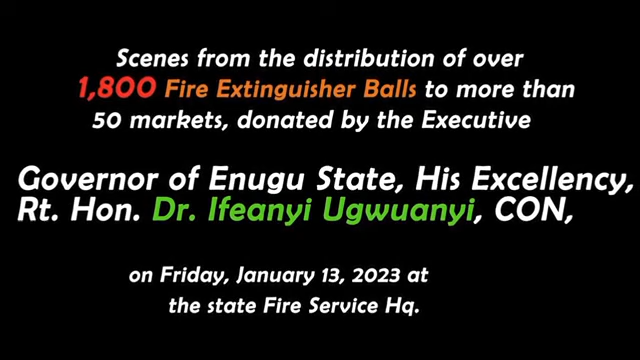 Scenes from the distribution of over
1,800 Fire Extinguisher Balls to more than
50 markets, donated by the Executive
Governor of Enugu State, His Excellency,
Rt. Hon. Dr. Ifeanyi Ugwuanyi, CON,
on Friday, January 13, 2023 at
the state Fire Service Hq.